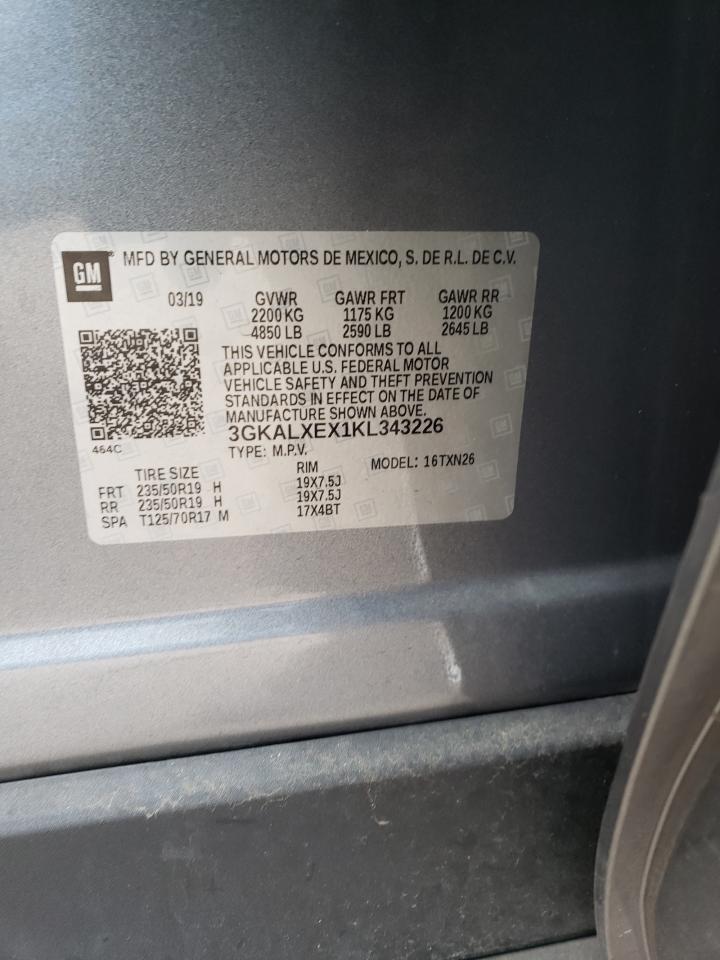 GM® MFD BY GENERAL MOTORS DE MEXICO, S. DE R.L. DE C.V.
03/19 GVWR GAWR FRT GAWR RR
2200 KG 1175 KG 1200 KG
4850 LB 2590 LB 2645 LB
THIS VEHICLE CONFORMS TO ALL
APPLICABLE U.S. FEDERAL MOTOR
VEHICLE SAFETY AND THEFT PREVENTION
STANDARDS IN EFFECT ON THE DATE OF
MANUFACTURE SHOWN ABOVE.
3GKALXEX1KL343226
464C
TYPE: M.P.V. MODEL: 16TXN26
TIRE SIZE RIM
FRT 235/50R19 H 19X7.5J
RR 235/50R19 H 19X7.5J
SPA T125/70R17 M 17X4BT